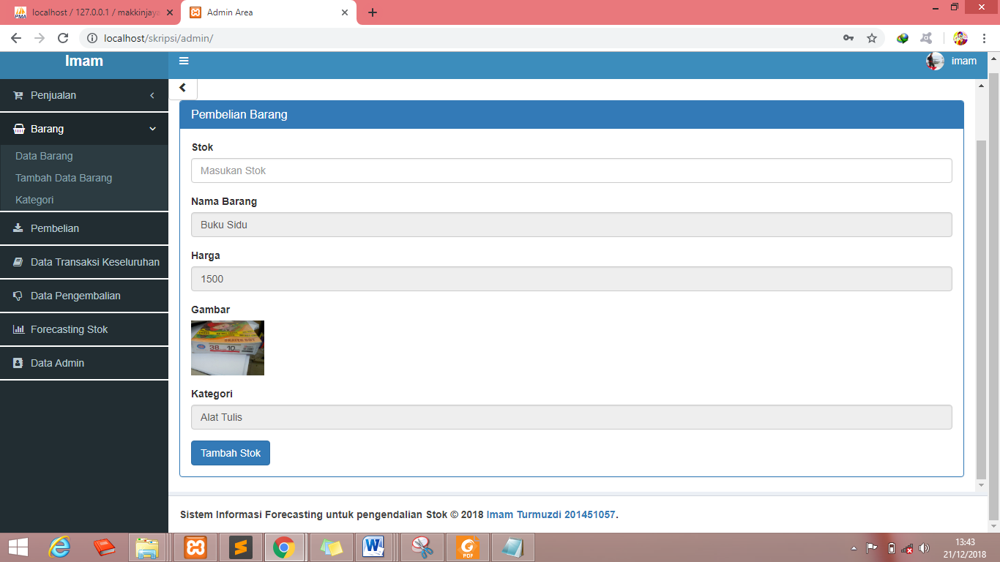 localhost / 127.0.0.1 / makkinjaya
Admin Area
localhost/skripsi/admin/
Imam
imam
Penjualan
Barang
Data Barang
Tambah Data Barang
Kategori
Pembelian
Data Transaksi Keseluruhan
Data Pengembalian
Forecasting Stok
Data Admin
Pembelian Barang
Stok
Masukan Stok
Nama Barang
Buku Sidu
Harga
1500
Gambar
38 10
Kategori
Alat Tulis
Tambah Stok
Sistem Informasi Forecasting untuk pengendalian Stok © 2018 Imam Turmuzdi 201451057.
PDF
13:43
21/12/2018